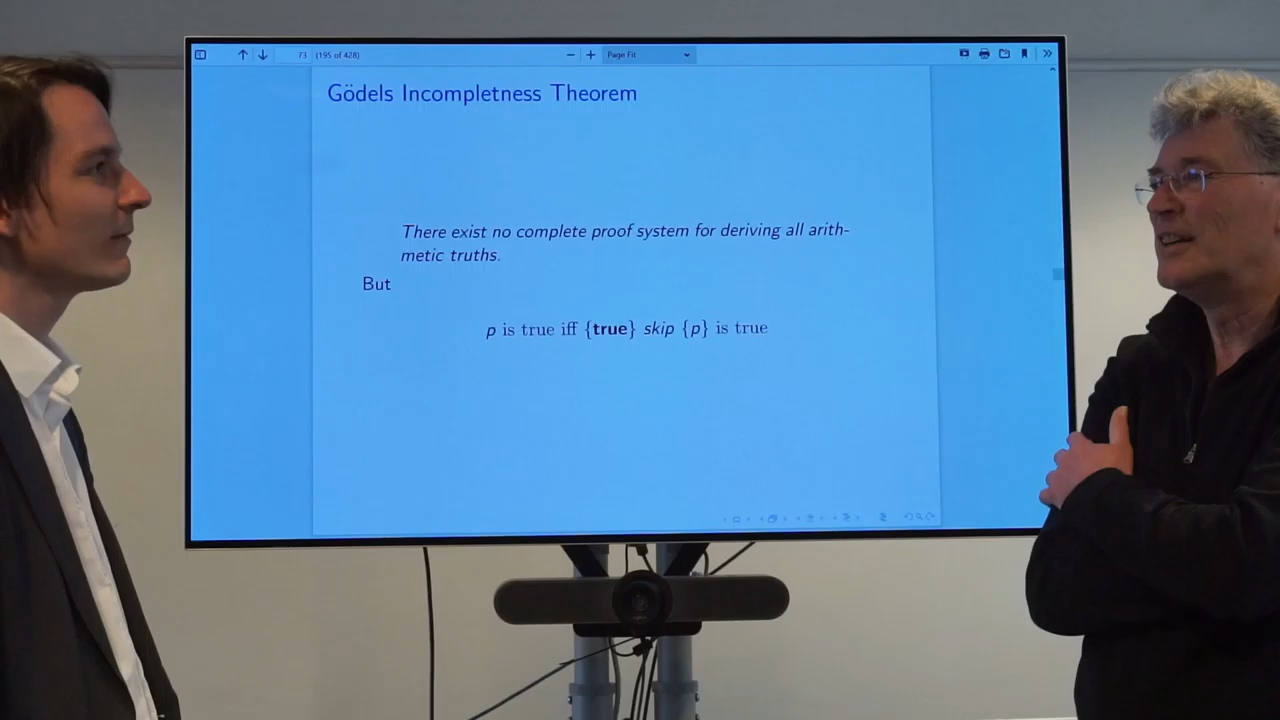 73 (195 of 428)
Page Fit
Gödels Incompletness Theorem
There exist no complete proof system for deriving all arith-
metic truths.
But
p is true iff {true} skip {p} is true